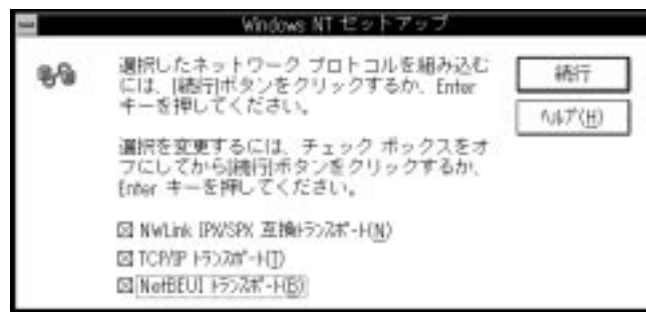 Windows NT セットアップ
選択したネットワーク プロトコルを組み込む
には、[続行]ボタンをクリックするか、Enter
キーを押してください。
続行
ヘルプ(H)
選択を変更するには、チェック ボックスをオ
フにしてから[続行]ボタンをクリックするか、
Enter キーを押してください。
NWLink IPX/SPX 互換トランスポート(N)
TCP/IP トランスポート(T)
NetBEUI トランスポート(B)